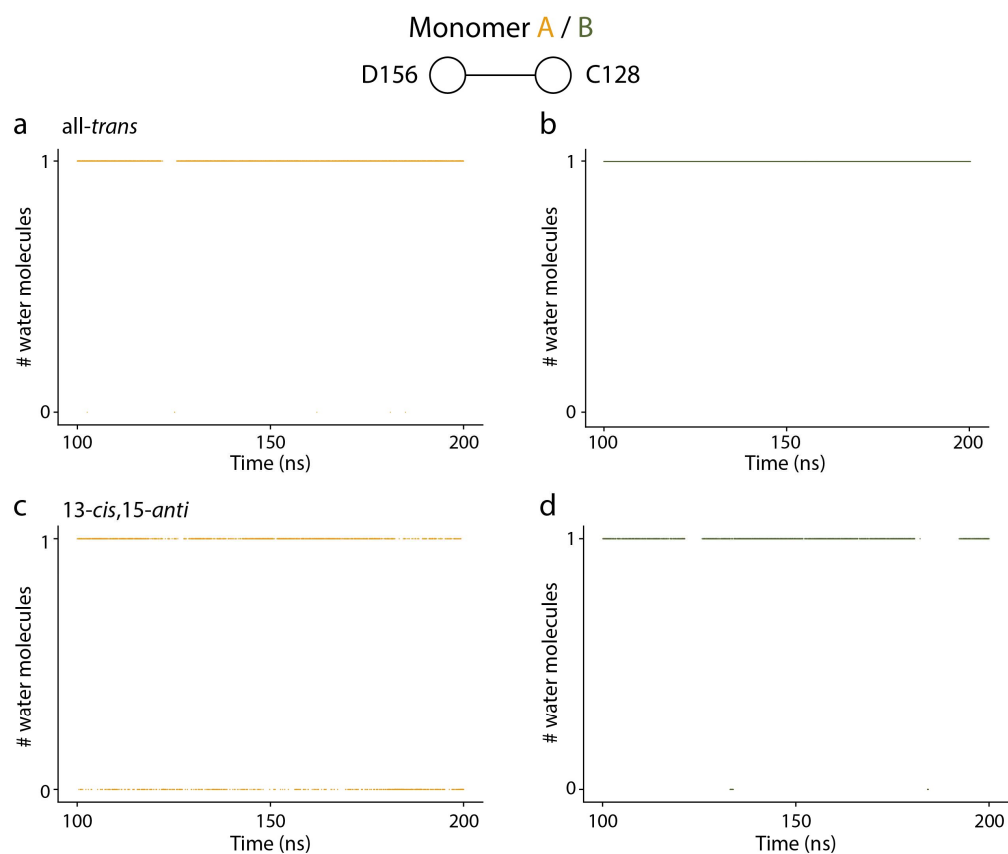 Monomer A / B
D156 C128
a all-trans
b
1
# water molecules
0
100 150 200
Time (ns)
1
# water molecules
0
100 150 200
Time (ns)
c 13-cis,15-anti
d
1
# water molecules
0
100 150 200
Time (ns)
1
# water molecules
0
100 150 200
Time (ns)